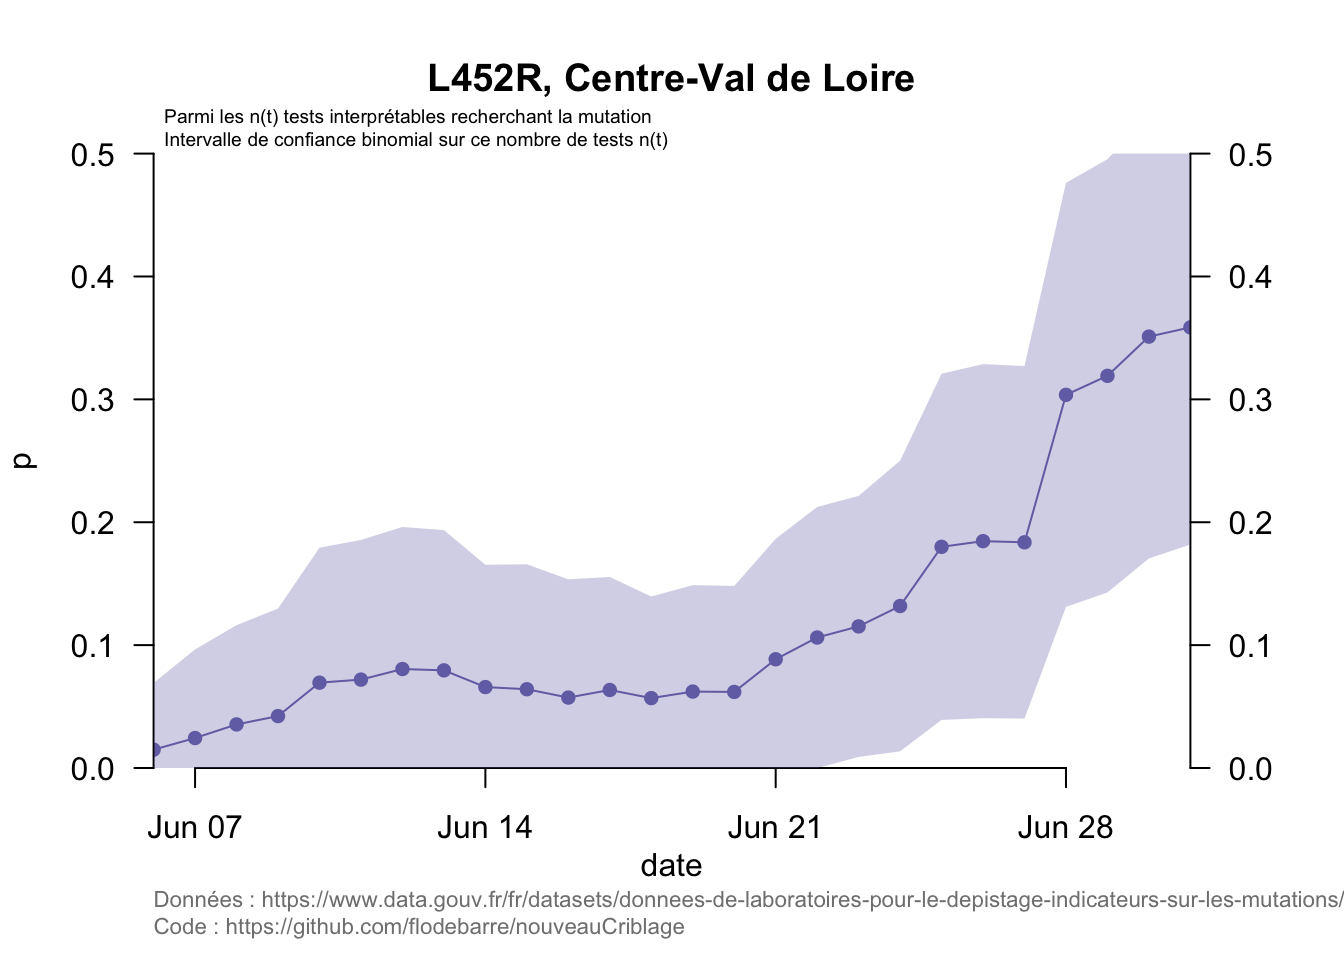 L452R, Centre-Val de Loire
Parmi les n(t) tests interprétables recherchant la mutation
Intervalle de confiance binomial sur ce nombre de tests n(t)
0.5 0.5
0.4 0.4
0.3 0.3
p
0.2 0.2
0.1 0.1
0.0 0.0
Jun 07 Jun 14 Jun 21 Jun 28
date
Données : https://www.data.gouv.fr/fr/datasets/donnees-de-laboratoires-pour-le-depistage-indicateurs-sur-les-mutations/
Code : https://github.com/flodebarre/nouveauCriblage